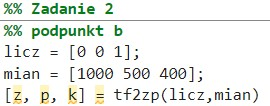 %% Zadanie 2
%% podpunkt b
licz = [0 0 1];
mian = [1000 500 400];
[z, p, k] = tf2zp(licz,mian)